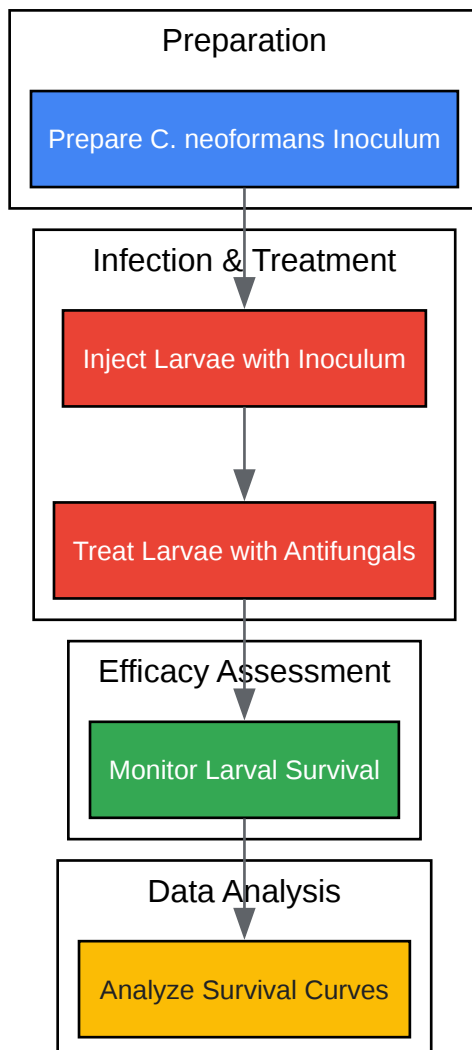 Preparation
Prepare C. neoformans Inoculum
Infection & Treatment
Inject Larvae with Inoculum
Treat Larvae with Antifungals
Efficacy Assessment
Monitor Larval Survival
Data Analysis
Analyze Survival Curves